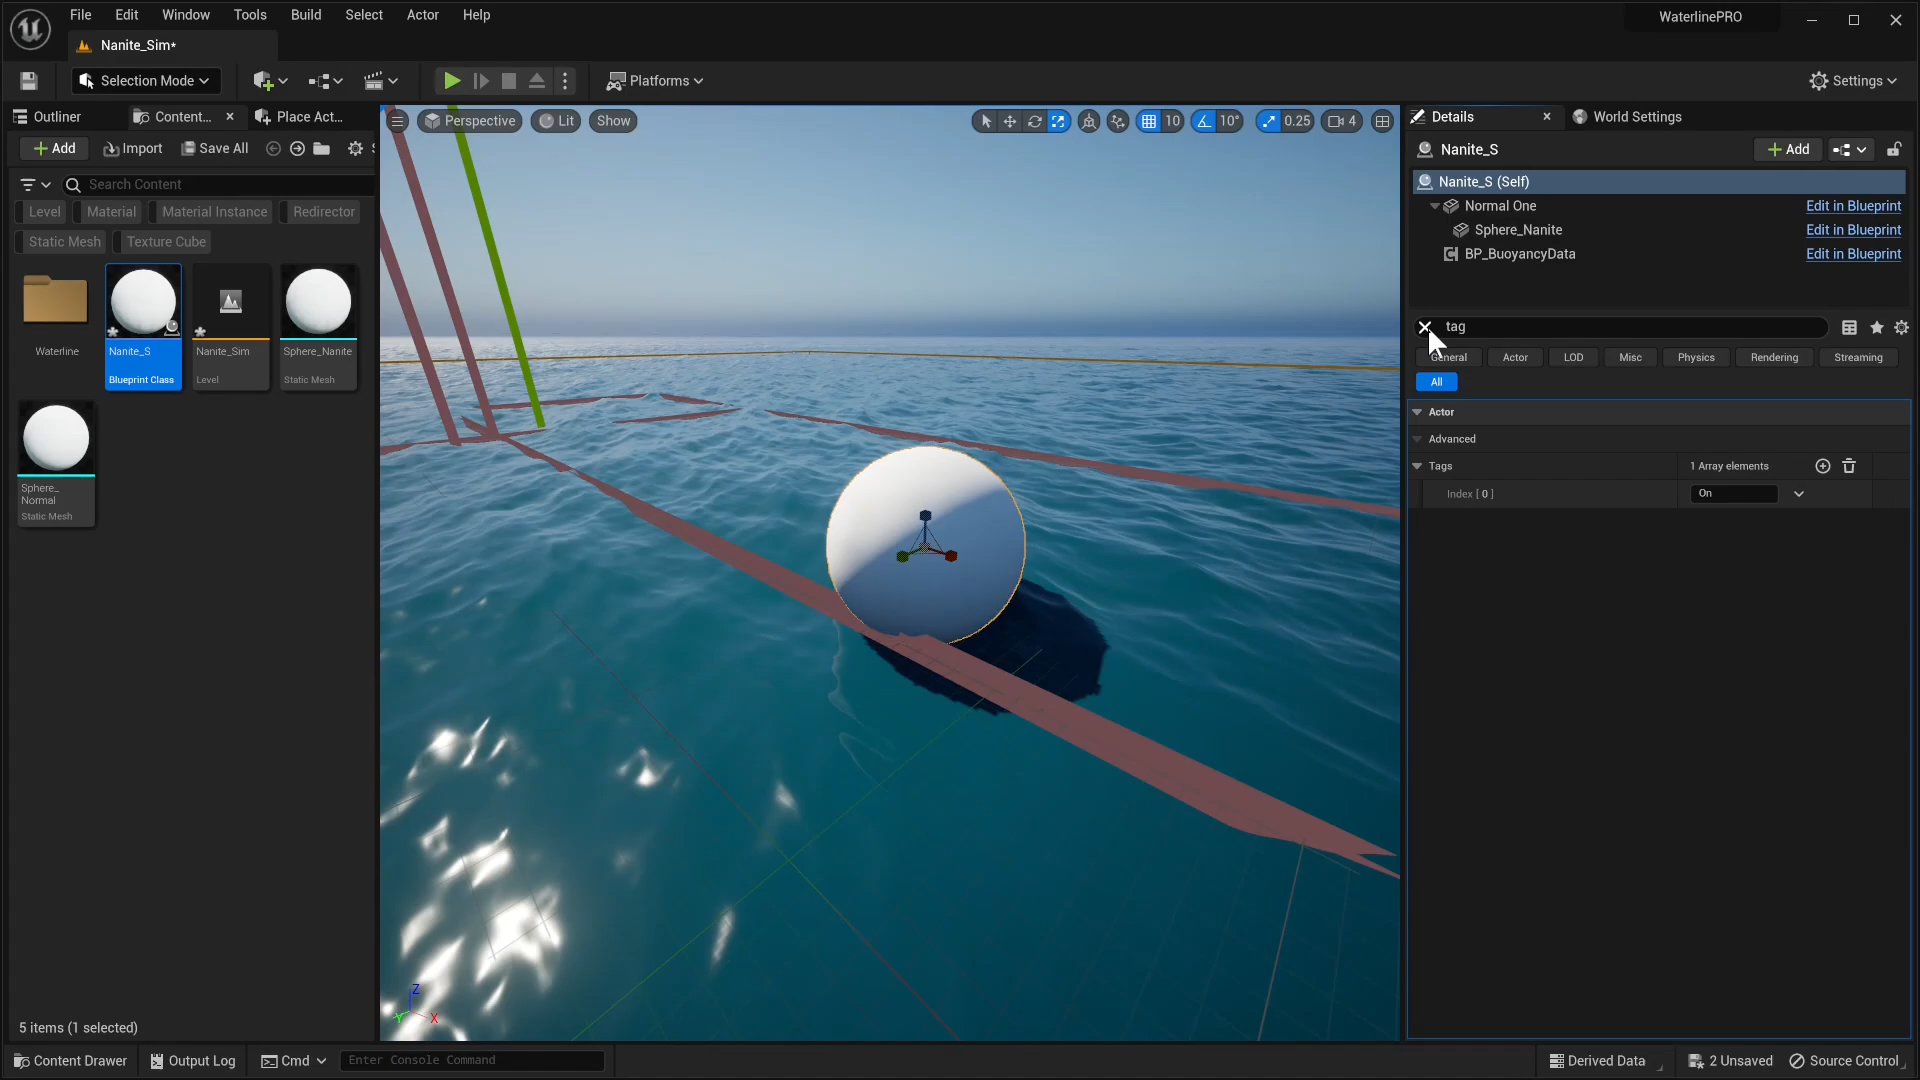 File Edit Window Tools Build Select Actor Help
WaterlinePRO
Nanite_Sim*
Selection Mode
Platforms
Settings
Outliner
Content...
Place Act...
Add
Import
Save All
Search Content
Level
Material
Material Instance
Redirector
Static Mesh
Texture Cube
Waterline
Nanite_S
Blueprint Class
Nanite_Sim
Level
Sphere_Nanite
Static Mesh
Sphere_
Normal
Static Mesh
5 items (1 selected)
Perspective
Lit
Show
10
10°
0.25
4
Z
Y
X
Details
World Settings
Nanite_S
Add
Nanite_S (Self)
Normal One
Edit in Blueprint
Sphere_Nanite
Edit in Blueprint
BP_BuoyancyData
Edit in Blueprint
tag
General
Actor
LOD
Misc
Physics
Rendering
Streaming
All
Actor
Advanced
Tags
1 Array elements
Index [ 0 ]
On
Content Drawer
Output Log
Cmd
Enter Console Command
Derived Data
2 Unsaved
Source Control